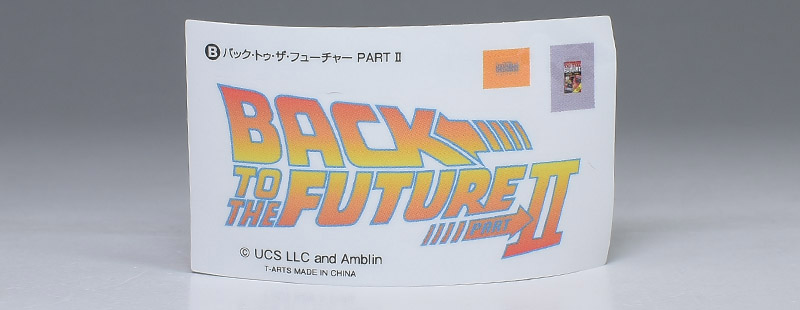 B バック・トゥ・ザ・フューチャー PART Ⅱ
BACK
TO
THE FUTURE II
PART
© UCS LLC and Amblin
T-ARTS MADE IN CHINA